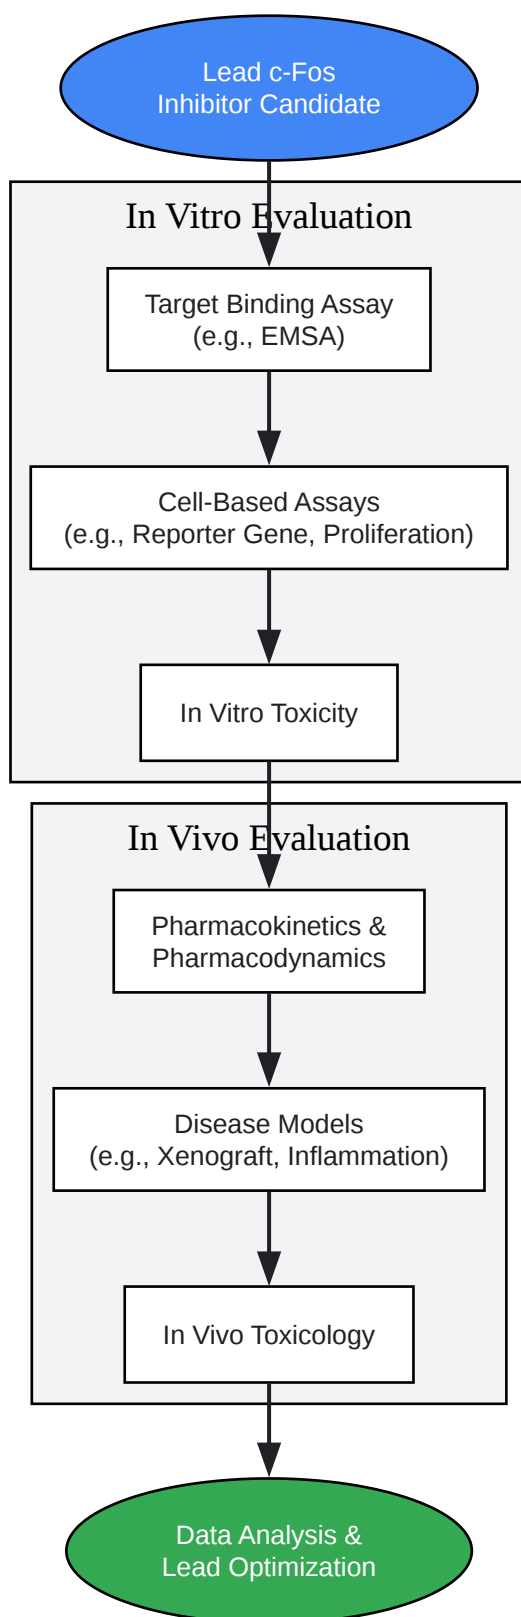 Lead c-Fos
Inhibitor Candidate
In Vitro Evaluation
Target Binding Assay
(e.g., EMSA)
Cell-Based Assays
(e.g., Reporter Gene, Proliferation)
In Vitro Toxicity
In Vivo Evaluation
Pharmacokinetics &
Pharmacodynamics
Disease Models
(e.g., Xenograft, Inflammation)
In Vivo Toxicology
Data Analysis &
Lead Optimization